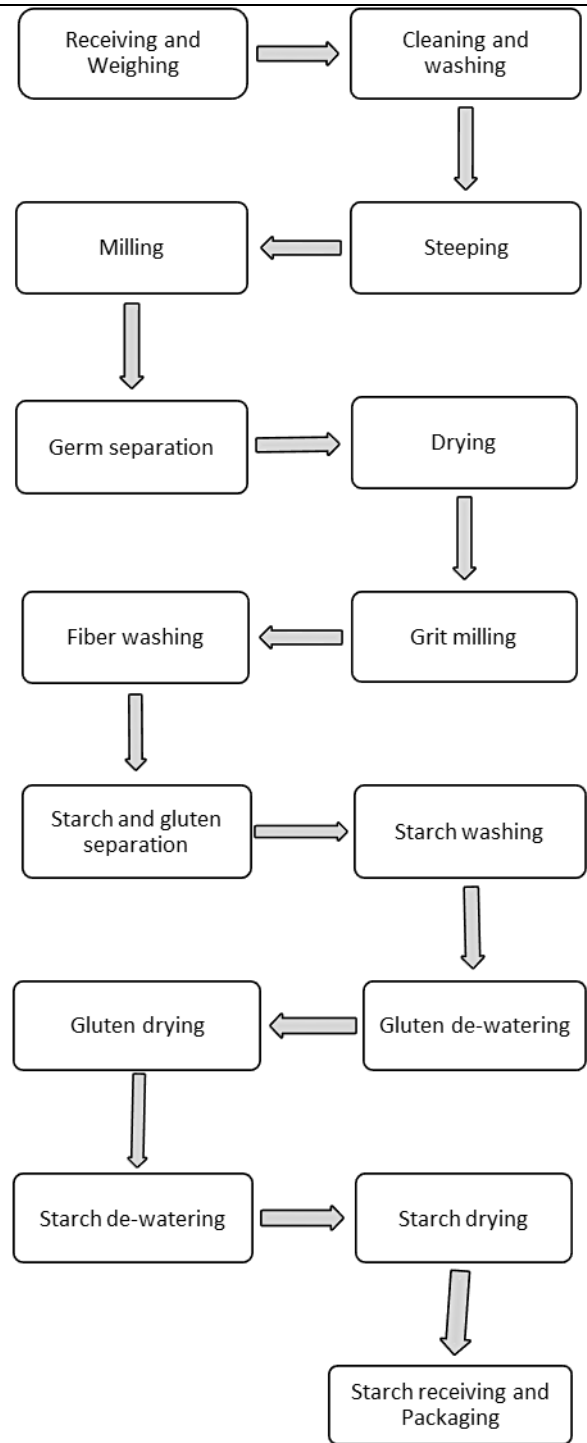 Receiving and
Weighing
Cleaning and
washing
Steeping
Milling
Germ separation
Drying
Grit milling
Fiber washing
Starch and gluten
separation
Starch washing
Gluten de-watering
Gluten drying
Starch de-watering
Starch drying
Starch receiving and
Packaging